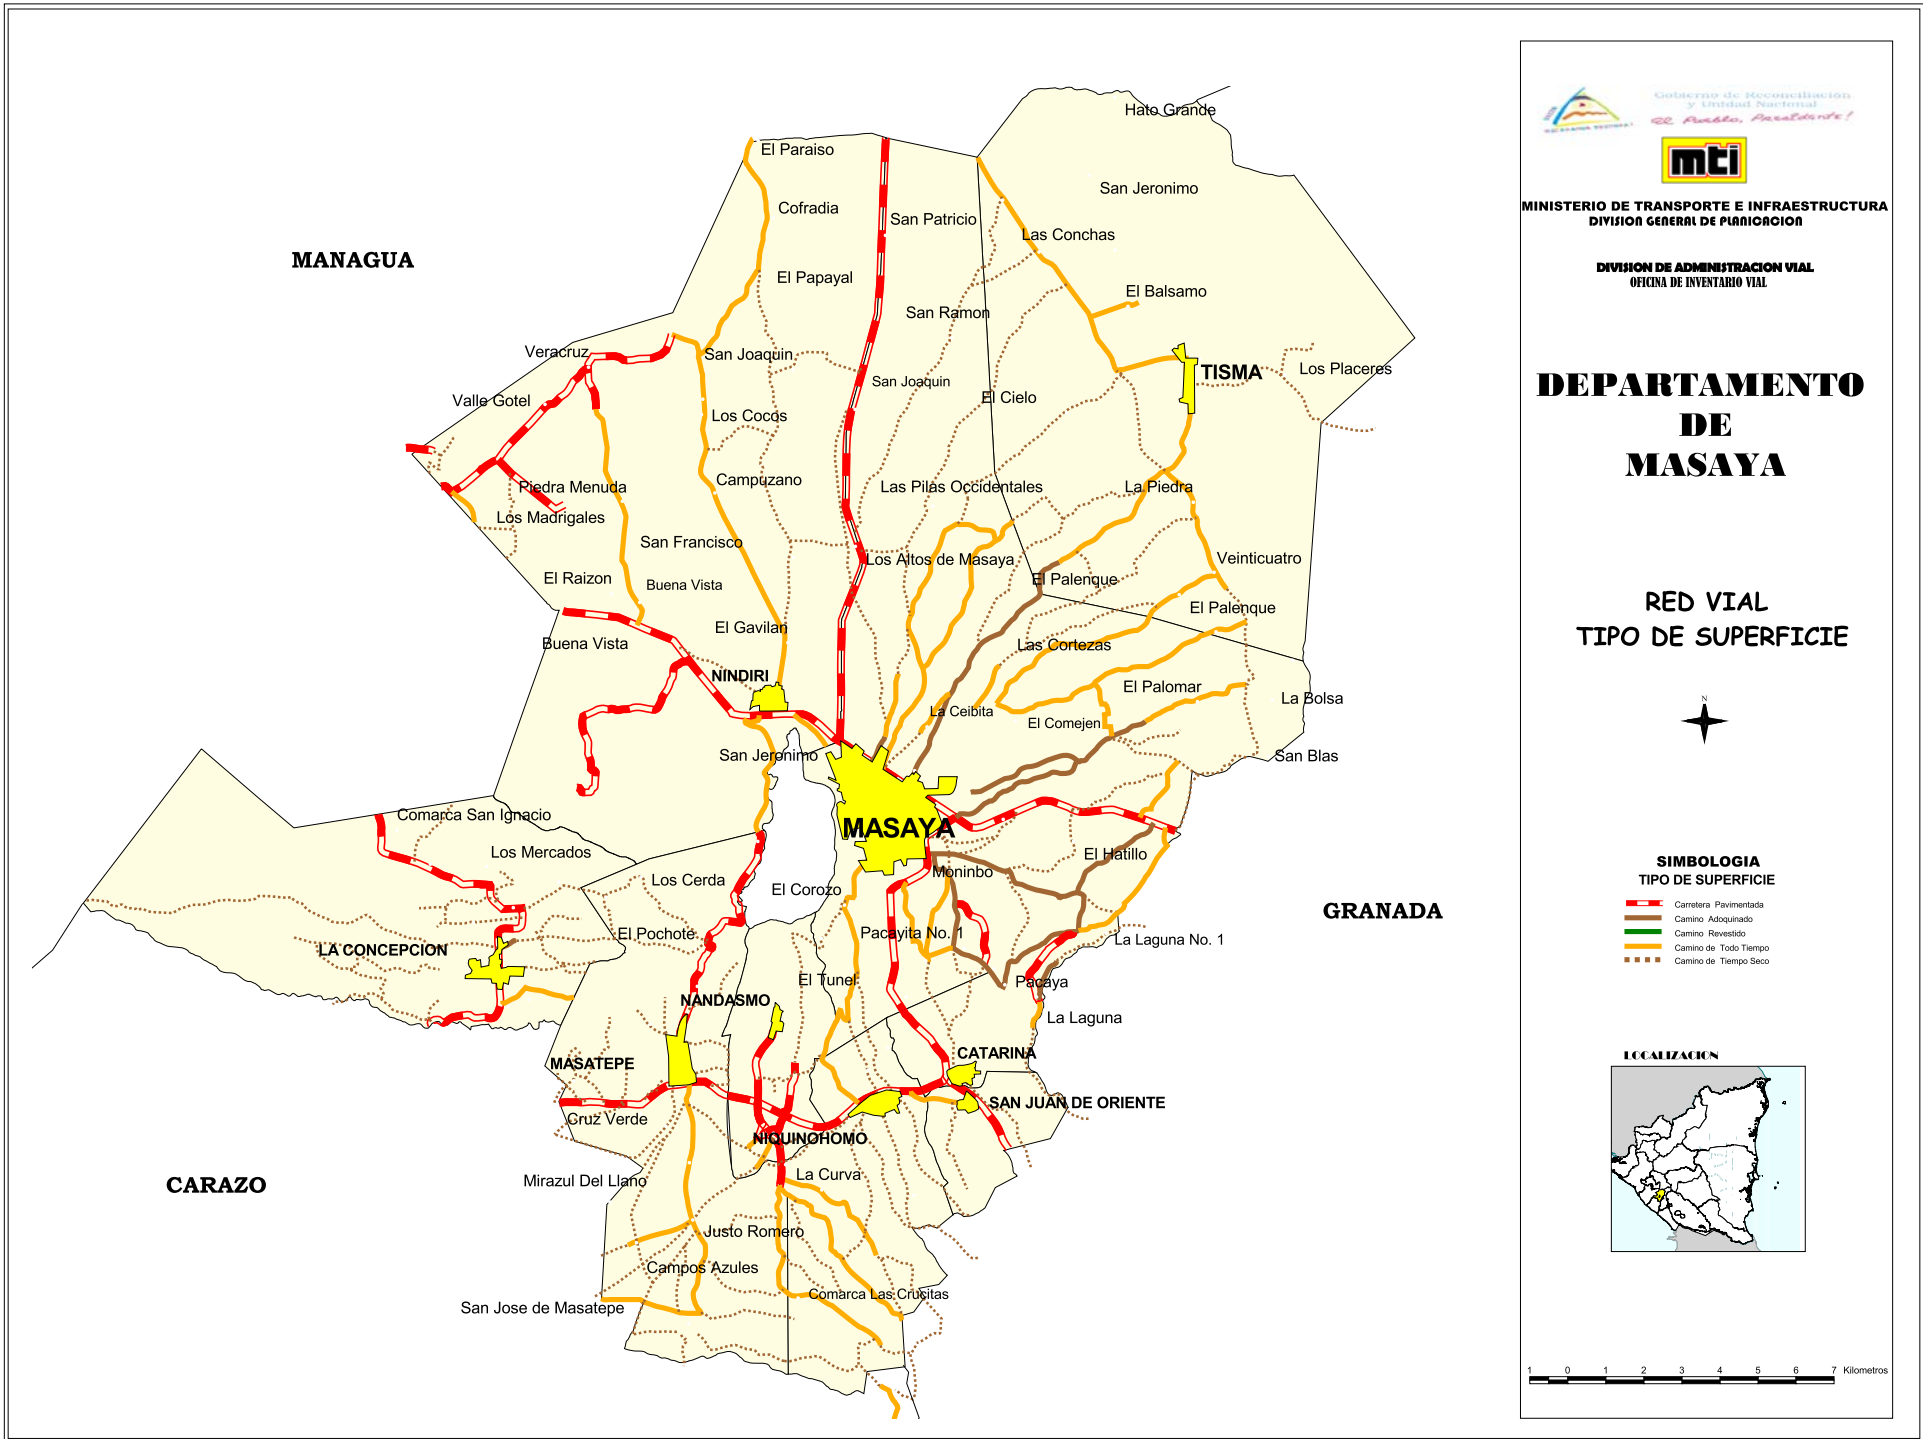 Hato Grande
El Paraiso
San Jeronimo
Cofradia
San Patricio
Las Conchas
MANAGUA
El Papayal
El Balsamo
San Ramon
Veracruz
San Joaquin
San Joaquin
TISMA
Los Placeres
Valle Gotel
El Cielo
Los Cocos
Campuzano
Piedra Menuda
Las Pilas Occidentales
La Piedra
Los Madrigales
San Francisco
Los Altos de Masaya
Veinticuatro
El Raizon
Buena Vista
El Palenque
El Palenque
El Gavilan
Buena Vista
Las Cortezas
NINDIRI
El Palomar
La Bolsa
La Ceibita
El Comejen
San Jeronimo
San Blas
Comarca San Ignacio
MASAYA
Los Mercados
El Hatillo
Los Cerda
El Corozo
Moninbo
GRANADA
El Pochote
Pacayita No. 1
La Laguna No. 1
LA CONCEPCION
El Tunel
Pacaya
NANDASMO
La Laguna
CATARINA
MASATEPE
SAN JUAN DE ORIENTE
Cruz Verde
NIQUINOHOMO
La Curva
Mirazul Del Llano
CARAZO
Justo Romero
Campos Azules
Comarca Las Crucitas
San Jose de Masatepe
Gobierno de Reconciliación
y Unidad Nacional
El Pueblo, Presidente!
mti
MINISTERIO DE TRANSPORTE E INFRAESTRUCTURA
DIVISION GENERAL DE PLANICACION
DIVISION DE ADMINISTRACION VIAL
OFICINA DE INVENTARIO VIAL
DEPARTAMENTO
DE
MASAYA
RED VIAL
TIPO DE SUPERFICIE
N
SIMBOLOGIA
TIPO DE SUPERFICIE
Carretera Pavimentada
Camino Adoquinado
Camino Revestido
Camino de Todo Tiempo
Camino de Tiempo Seco
LOCALIZACION
1 0 1 2 3 4 5 6 7 Kilometros